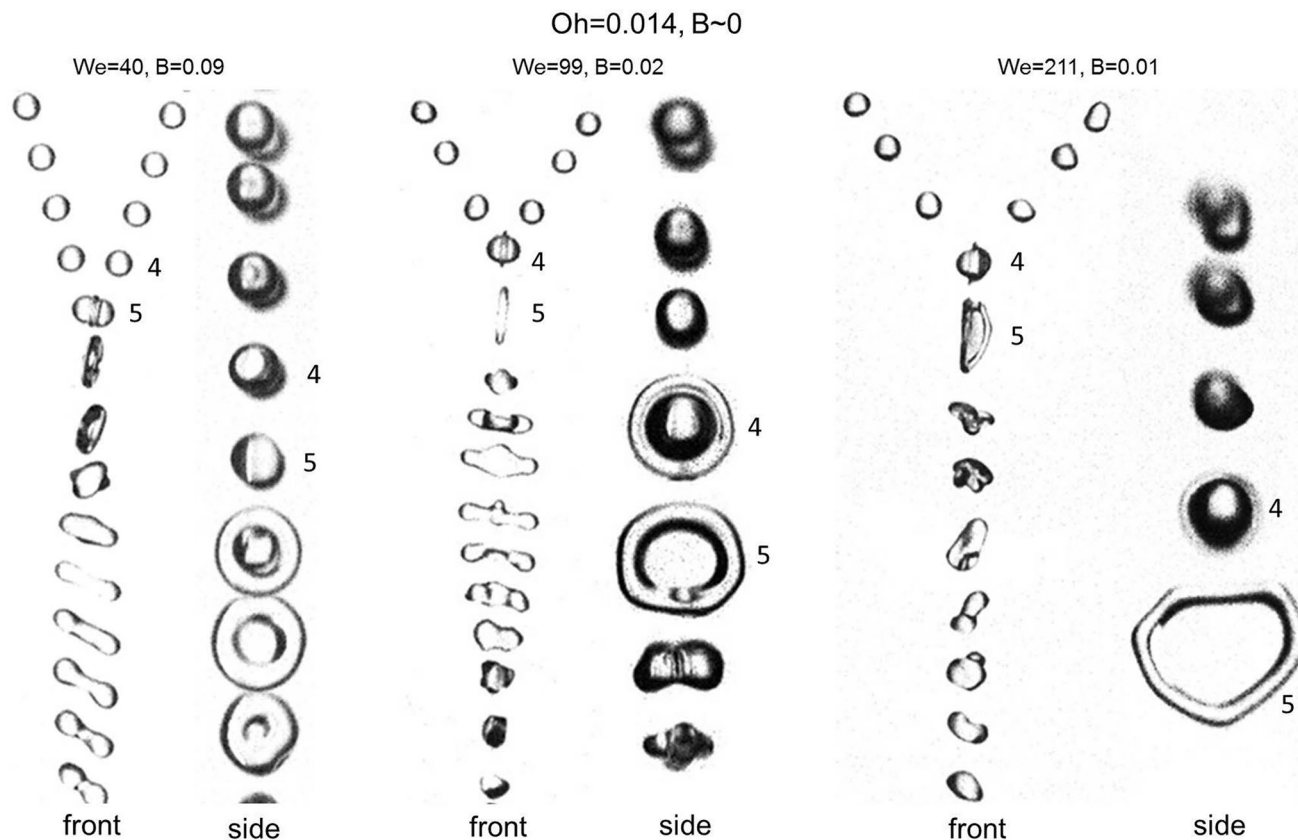 Oh=0.014, B~0
We=40, B=0.09
We=99, B=0.02
We=211, B=0.01
4
5
4
5
4
5
4
5
4
5
4
5
front
side
front
side
front
side